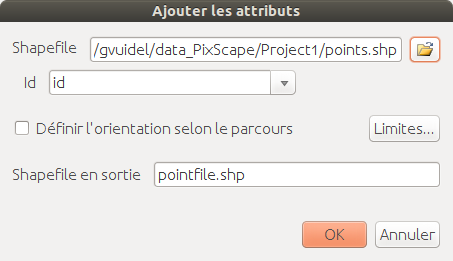 Ajouter les attributs
Shapefile /gvuidel/data_PixScape/Project1/points.shp
Id id
Définir l'orientation selon le parcours Limites...
Shapefile en sortie pointfile.shp
OK Annuler